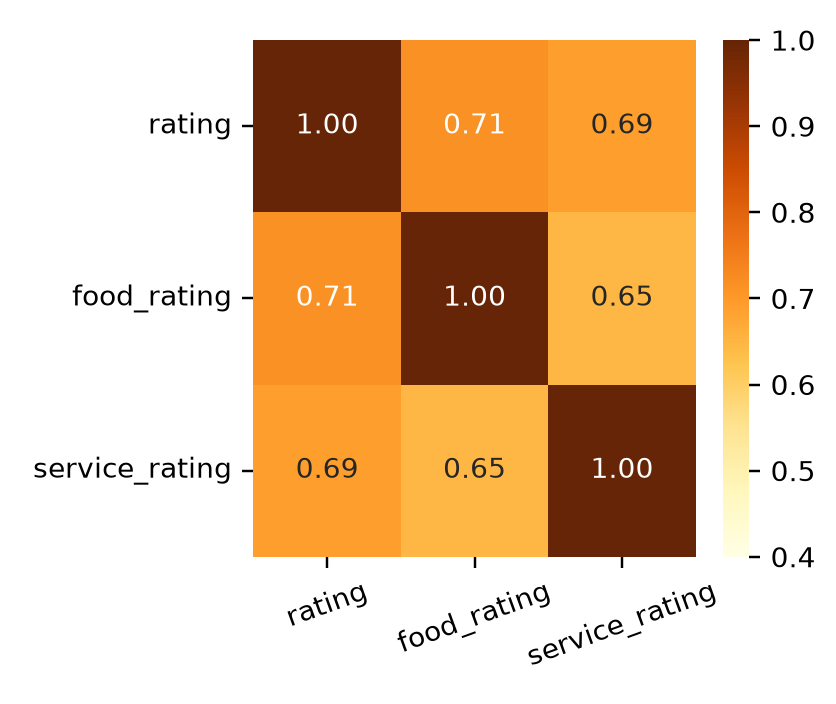 1.0
rating 1.00 0.71 0.69
0.9
0.8
food_rating 0.71 1.00 0.65
0.7
0.6
service_rating 0.69 0.65 1.00
0.5
0.4
rating food_rating service_rating